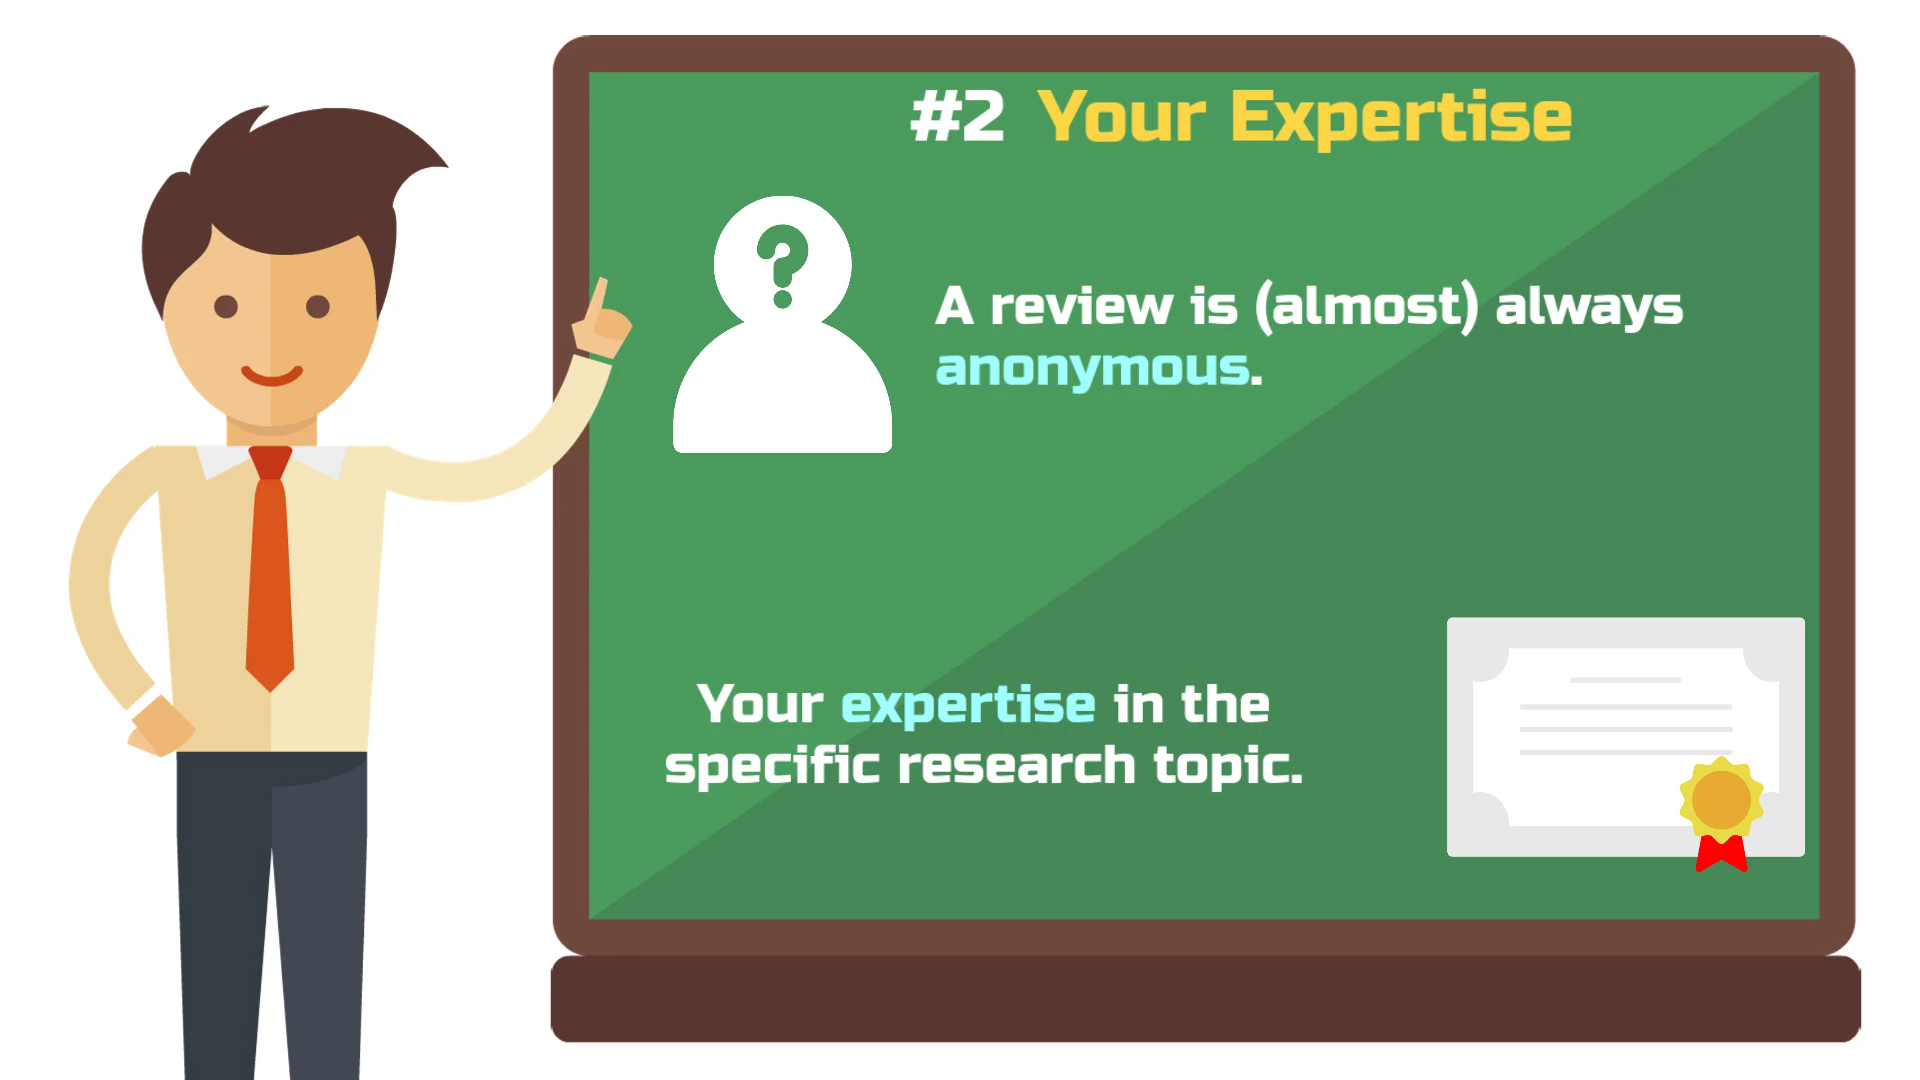 #2 Your Expertise
A review is (almost) always
anonymous.
Your expertise in the
specific research topic.